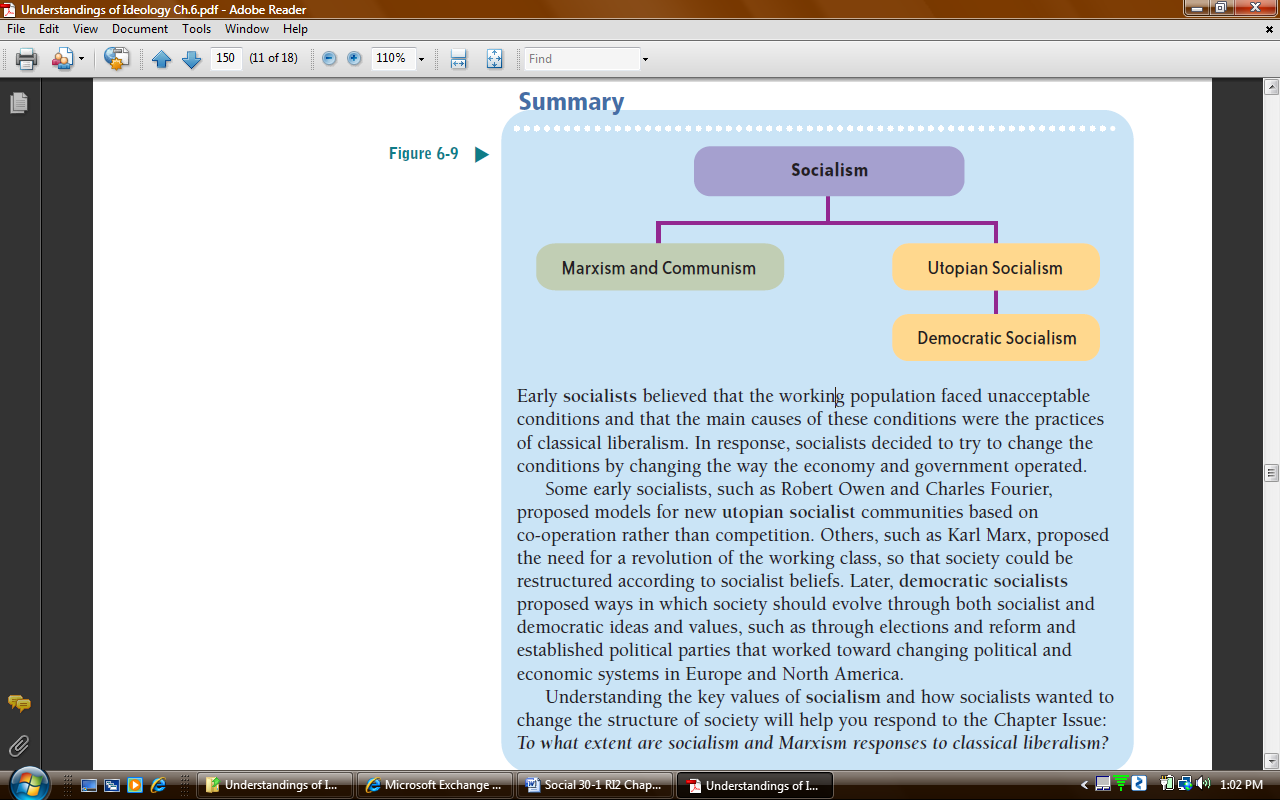 Understandings of Ideology Ch.6.pdf - Adobe Reader
File Edit View Document Tools Window Help
150 (11 of 18) 110% Find
Summary
Figure 6-9
Socialism
Marxism and Communism
Utopian Socialism
Democratic Socialism
Early socialists believed that the working population faced unacceptable
conditions and that the main causes of these conditions were the practices
of classical liberalism. In response, socialists decided to try to change the
conditions by changing the way the economy and government operated.
Some early socialists, such as Robert Owen and Charles Fourier,
proposed models for new utopian socialist communities based on
co-operation rather than competition. Others, such as Karl Marx, proposed
the need for a revolution of the working class, so that society could be
restructured according to socialist beliefs. Later, democratic socialists
proposed ways in which society should evolve through both socialist and
democratic ideas and values, such as through elections and reform and
established political parties that worked toward changing political and
economic systems in Europe and North America.
Understanding the key values of socialism and how socialists wanted to
change the structure of society will help you respond to the Chapter Issue:
To what extent are socialism and Marxism responses to classical liberalism?
Understandings of I... Microsoft Exchange ... Social 30-1 RI2 Chap... Understandings of I... 1:02 PM